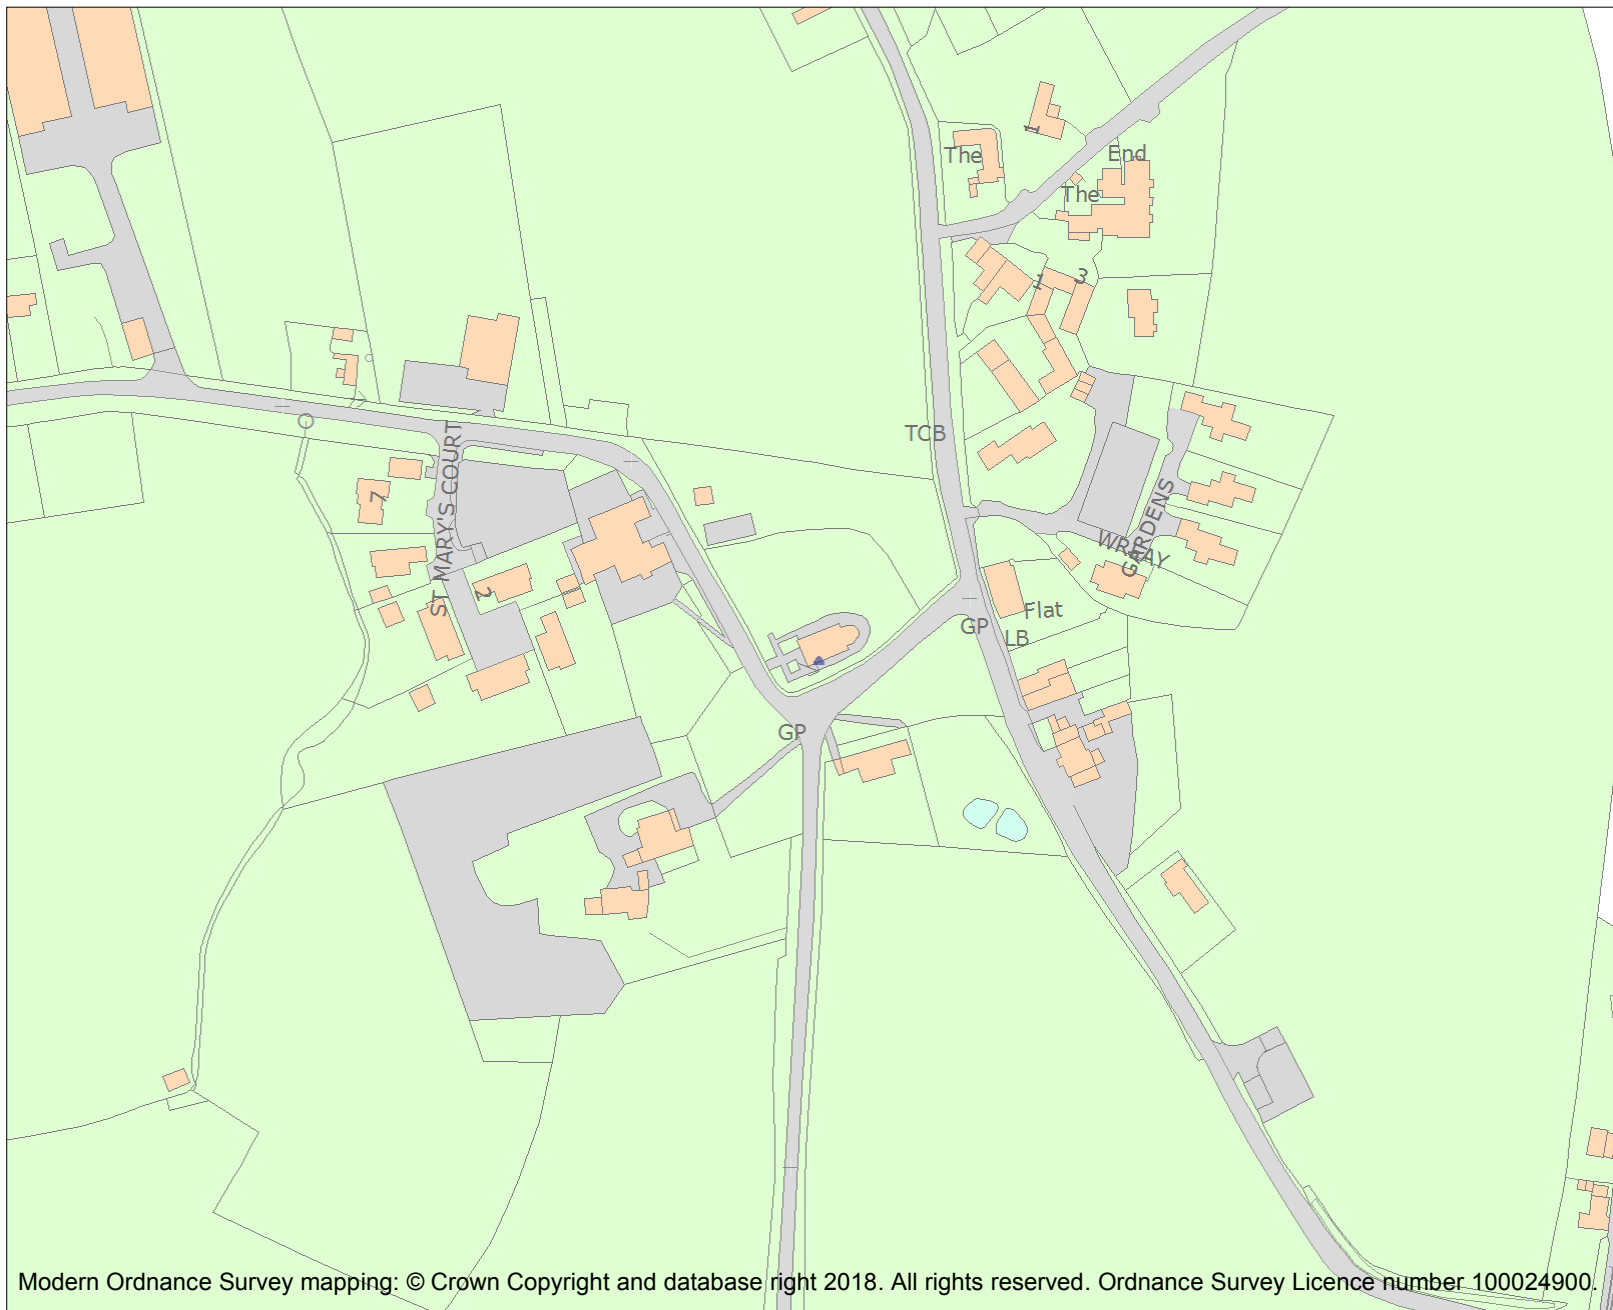 The
1
End
The
1
3
TCB
ST MARY'S COURT
7
2
WRAAY
GARDENS
Flat
GP
LB
GP
Modern Ordnance Survey mapping: © Crown Copyright and database right 2018. All rights reserved. Ordnance Survey Licence number 100024900.